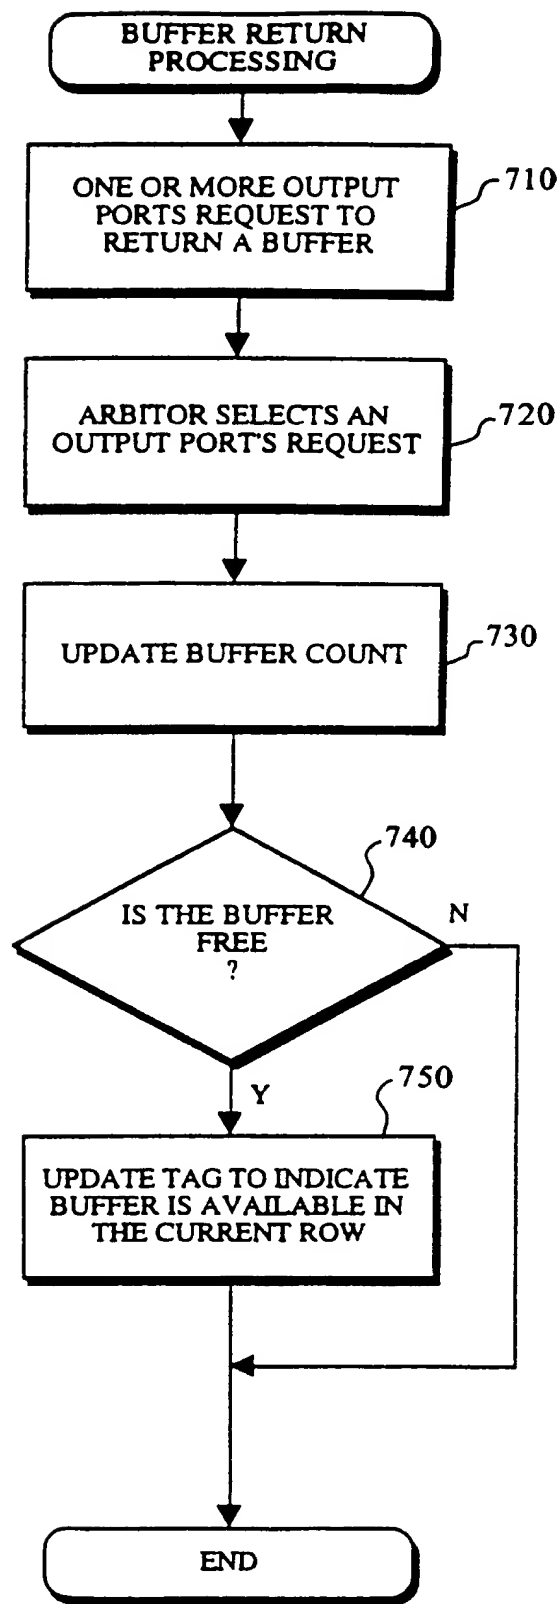 BUFFER RETURN
PROCESSING
ONE OR MORE OUTPUT
PORTS REQUEST TO
RETURN A BUFFER
710
ARBITOR SELECTS AN
OUTPUT PORT'S REQUEST
720
UPDATE BUFFER COUNT
730
740
IS THE BUFFER
FREE
?
N
Y
750
UPDATE TAG TO INDICATE
BUFFER IS AVAILABLE IN
THE CURRENT ROW
END